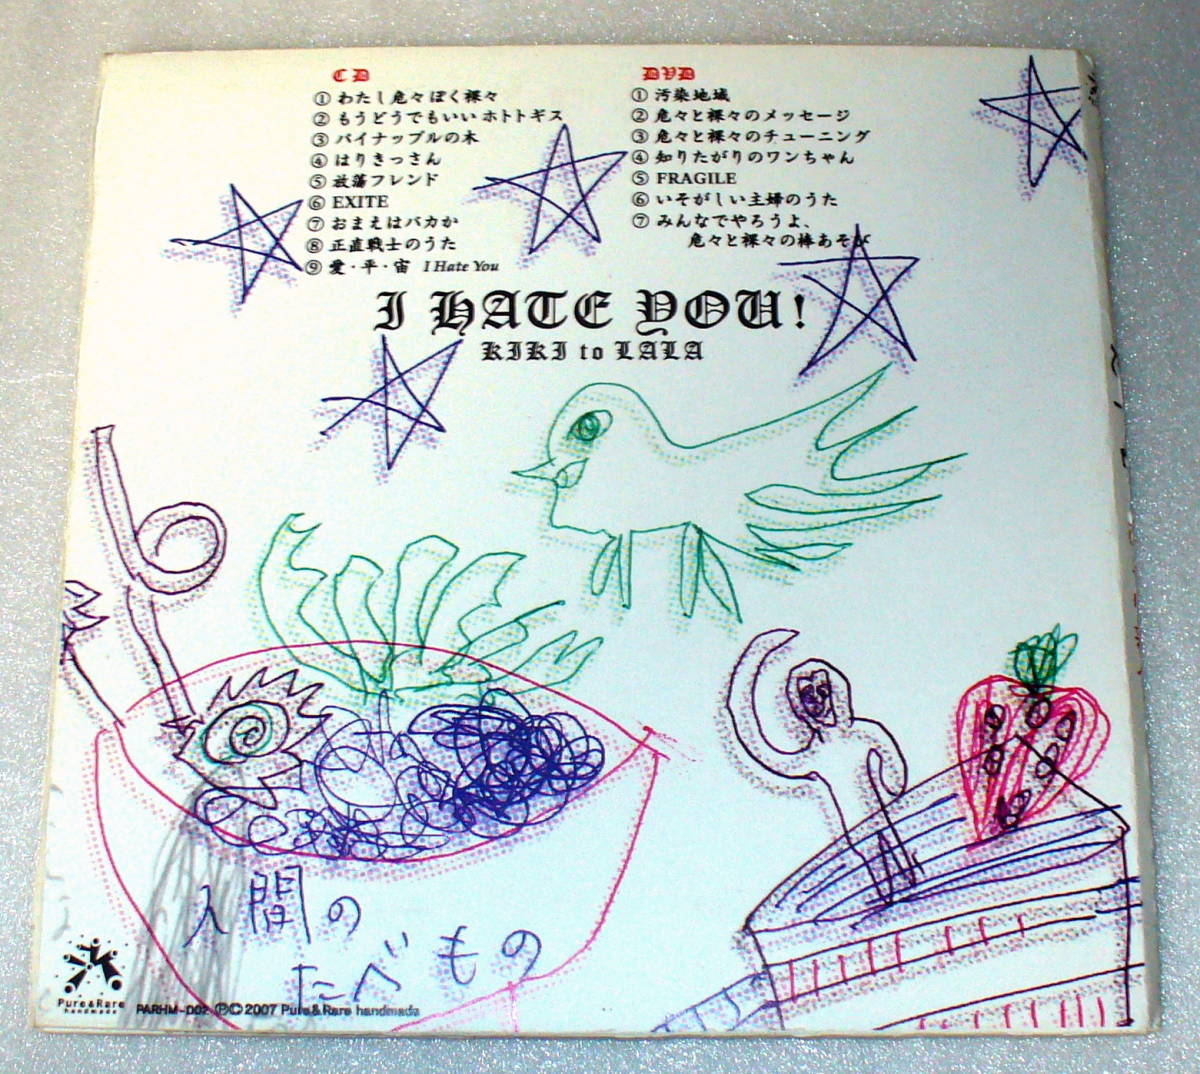 CD
① わたし危々ぼく裸々
② もうどうでもいい ホトトギス
③ パイナップルの木
④ はりきっさん
⑤ 放蕩フレンド
⑥ EXITE
⑦ おまえはバカか
⑧ 正直戦士のうた
⑨ 愛・平・宙 I Hate You
DVD
① 汚染地域
② 危々と裸々のメッセージ
③ 危々と裸々のチューニング
④ 知りたがりのワンちゃん
⑤ FRAGILE
⑥ いそがしい主婦のうた
⑦ みんなでやろうよ、
危々と裸々の棒あそび
I HATE YOU!
KIKI to LALA
人間の
たべもの
Pure&Rare
handmade
PARHM-002 ℗© 2007 Pure&Rare handmade